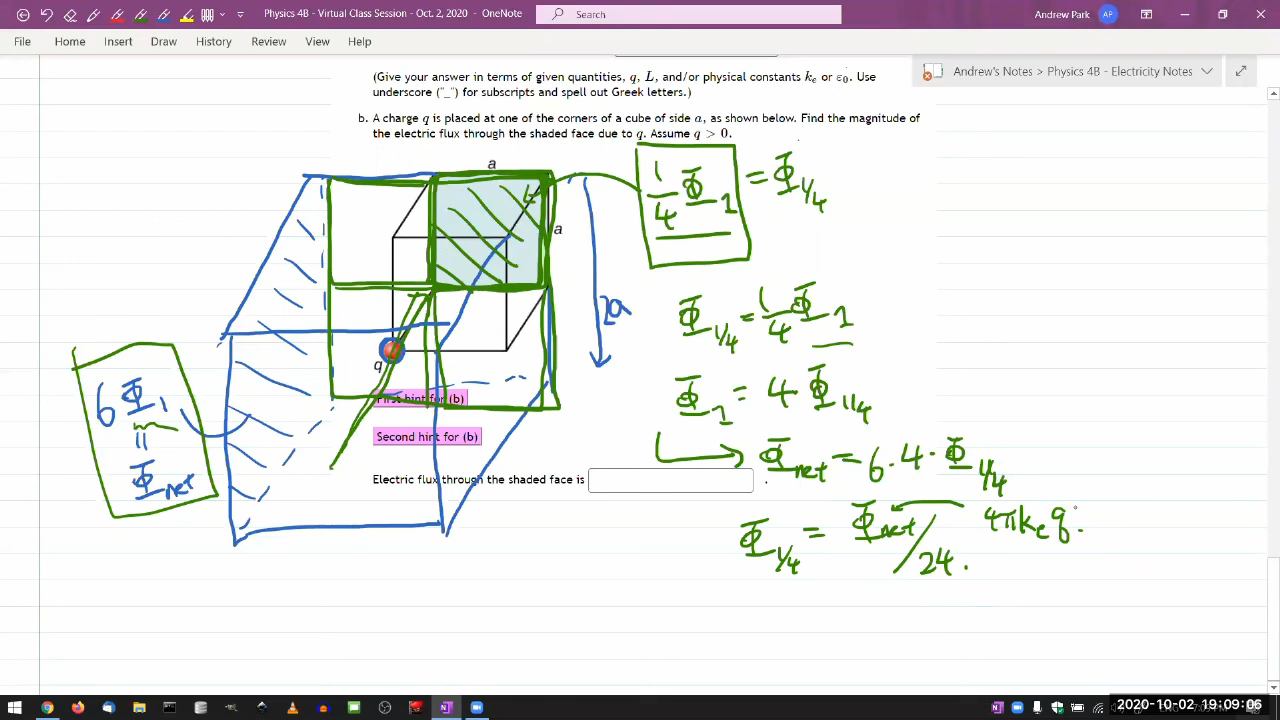 Physics 4B - Virtual Class Session - Oct. 2, 2020 - OneNote
Search
Andrew Park
AP
File Home Insert Draw History Review View Help
(Give your answer in terms of given quantities, q, L, and/or physical constants k_e or ε_0. Use
underscore ("_") for subscripts and spell out Greek letters.)
Andrew's Notes > Physics 4B - Electricity Notes
b. A charge q is placed at one of the corners of a cube of side a, as shown below. Find the magnitude of
the electric flux through the shaded face due to q. Assume q > 0.
a
a
1/4 Φ_1 = Φ_1/4
2a
Φ_1/4 = 1/4 Φ_1
q
6 Φ_1
=
Φ_net
First hint for (b)
Φ_1 = 4 · Φ_1/4
Second hint for (b)
Φ_net = 6 · 4 · Φ_1/4
Electric flux through the shaded face is
.
Φ_1/4 = Φ_net/24. 4πk_e q.
2020-10-02 19:09:06